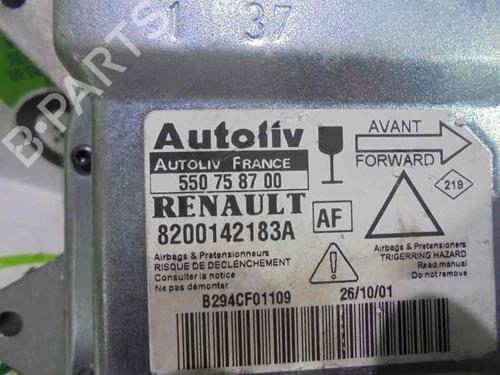 1 37
B-PARTS
Autoliv
AUTOLIV FRANCE
550 75 87 00
RENAULT
8200142183A
AF
AVANT
FORWARD
219
Airbags & Pretensionneurs
RISQUE DE DECLENCHEMENT
Consulter la notice
Ne pas démonter
Airbags & Pretensioners
TRIGERRING HAZARD
Read manual
Do not remove
B294CF01109
26/10/01